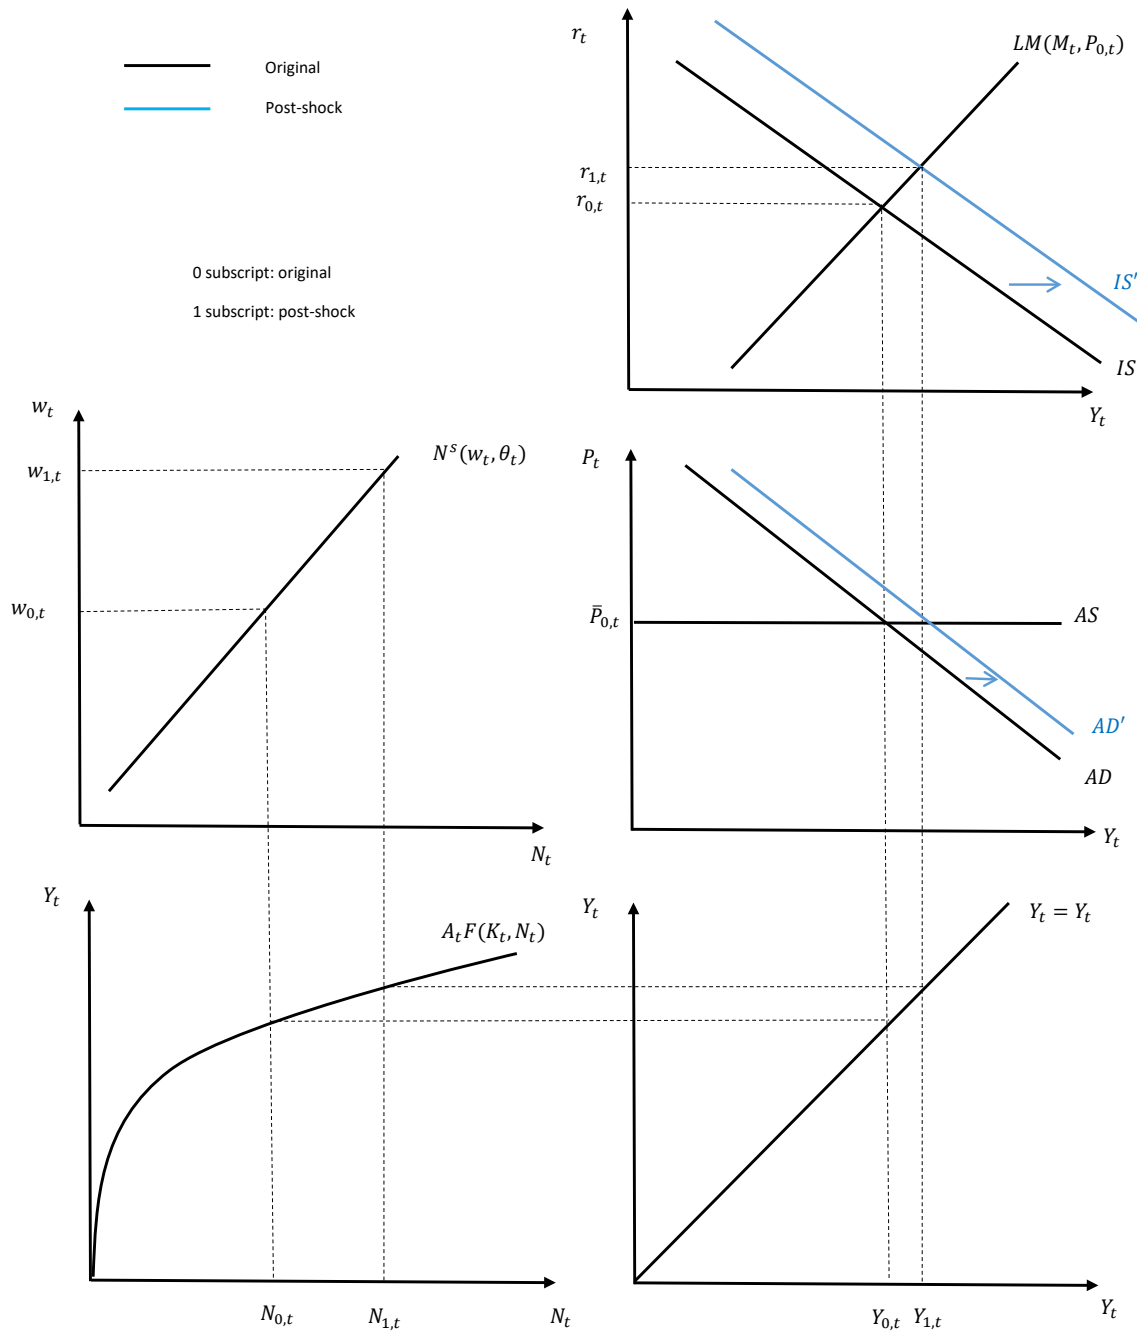 Original
Post-shock
0 subscript: original
1 subscript: post-shock
r_t
LM(M_t, P_{0,t})
r_{1,t}
r_{0,t}
IS′
IS
Y_t
w_t
N^s(w_t, θ_t)
w_{1,t}
w_{0,t}
N_t
P_t
P̄_{0,t}
AS
AD′
AD
Y_t
Y_t
A_tF(K_t, N_t)
N_{0,t}
N_{1,t}
N_t
Y_t
Y_t = Y_t
Y_{0,t}
Y_{1,t}
Y_t